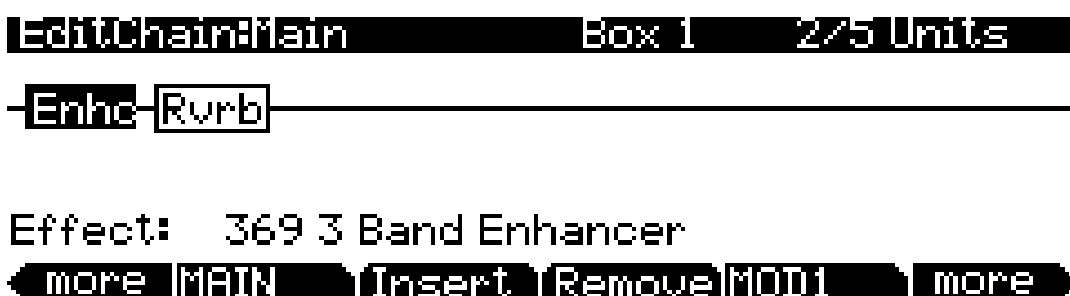 EditChain:Main Box 1 2/5 Units
Enhc Rvrb
Effect: 369 3 Band Enhancer
more MAIN Insert Remove MOD1 more